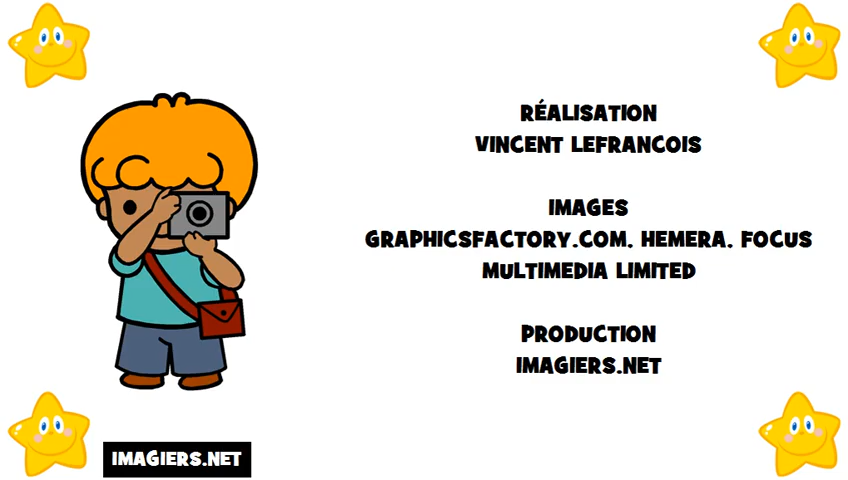 RÉALISATION
VINCENT LEFRANCOIS
IMAGES
GRAPHICSFACTORY.COM, HEMERA, FOCUS
MULTIMEDIA LIMITED
PRODUCTION
IMAGIERS.NET
IMAGIERS.NET